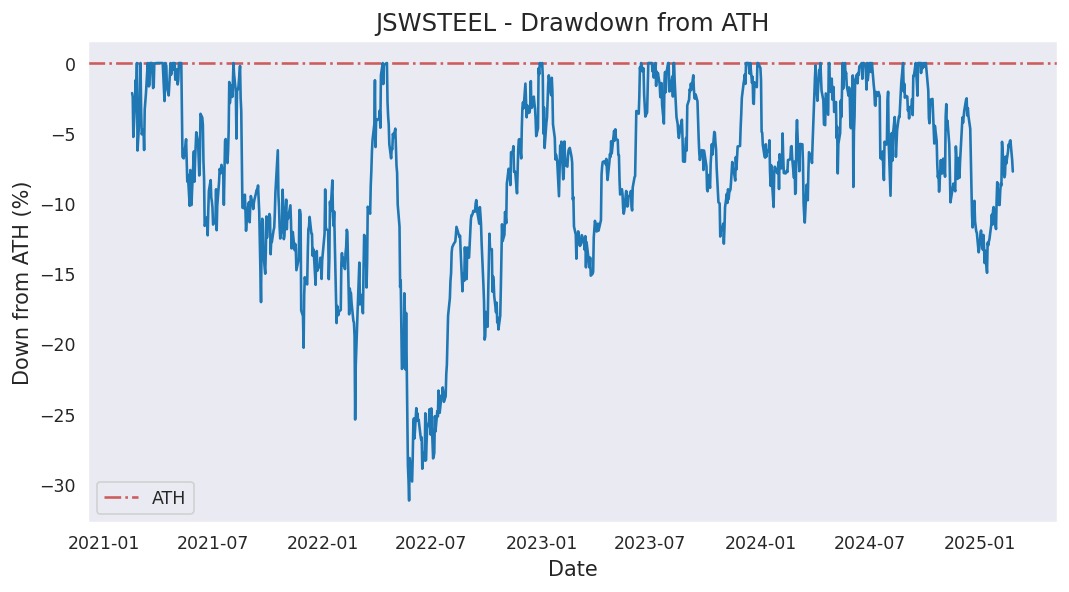 JSWSTEEL - Drawdown from ATH
Down from ATH (%)
0
−5
−10
−15
−20
−25
−30
ATH
2021-01 2021-07 2022-01 2022-07 2023-01 2023-07 2024-01 2024-07 2025-01
Date